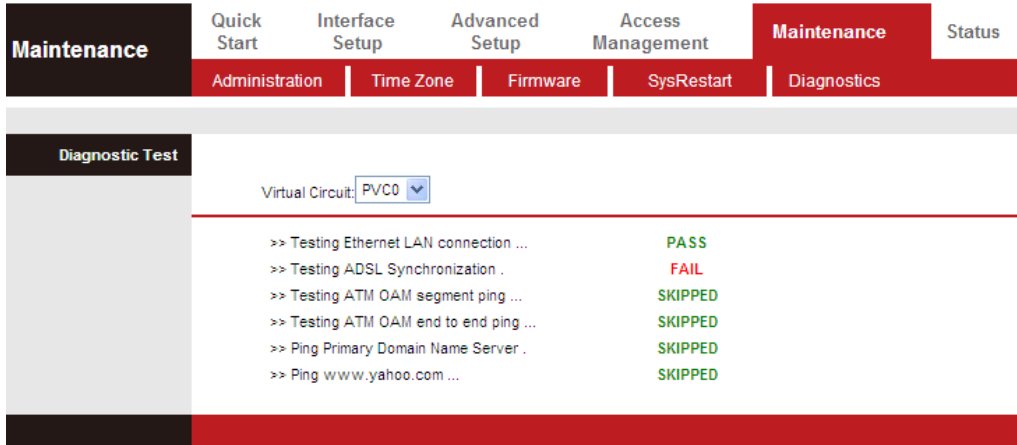 Maintenance
Quick Start
Interface Setup
Advanced Setup
Access Management
Maintenance
Status
Administration
Time Zone
Firmware
SysRestart
Diagnostics
Diagnostic Test
Virtual Circuit: PVC0
>> Testing Ethernet LAN connection ... PASS
>> Testing ADSL Synchronization . FAIL
>> Testing ATM OAM segment ping ... SKIPPED
>> Testing ATM OAM end to end ping ... SKIPPED
>> Ping Primary Domain Name Server . SKIPPED
>> Ping www.yahoo.com ... SKIPPED